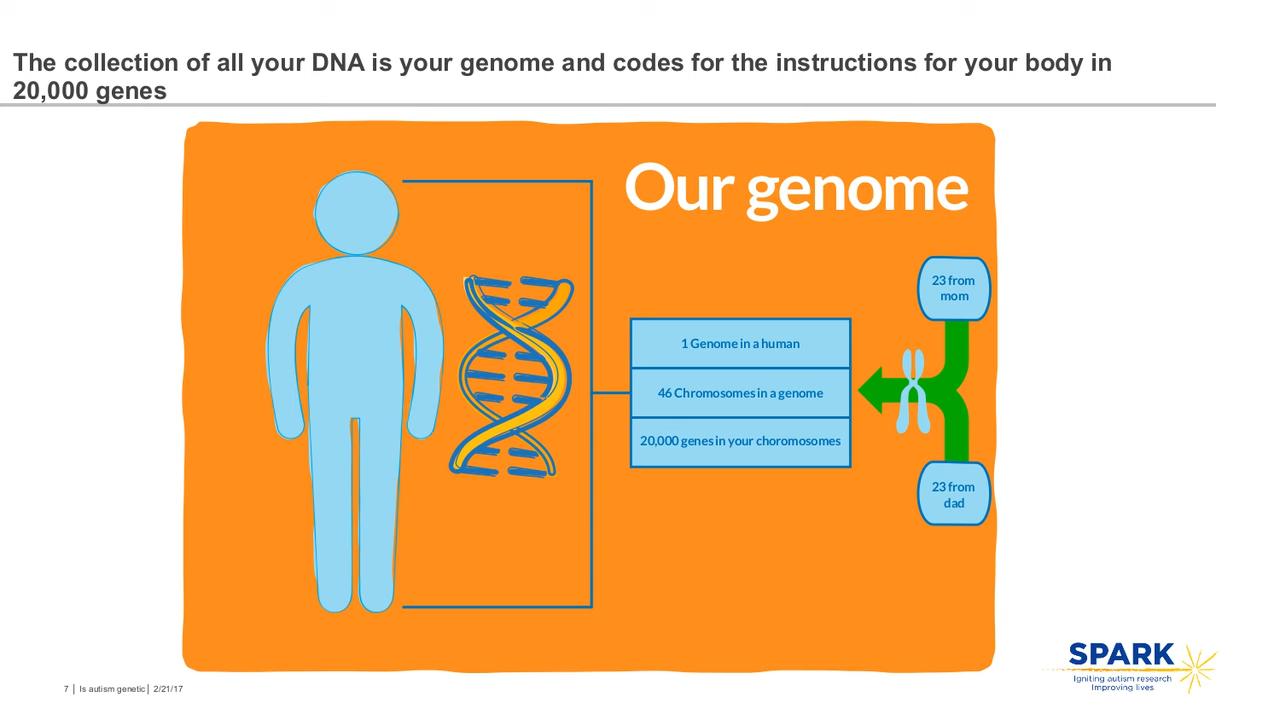 The collection of all your DNA is your genome and codes for the instructions for your body in
20,000 genes
Our genome
23 from
mom
1 Genome in a human
46 Chromosomes in a genome
20,000 genes in your choromosomes
23 from
dad
SPARK
Igniting autism research
Improving lives
7 | Is autism genetic | 2/21/17